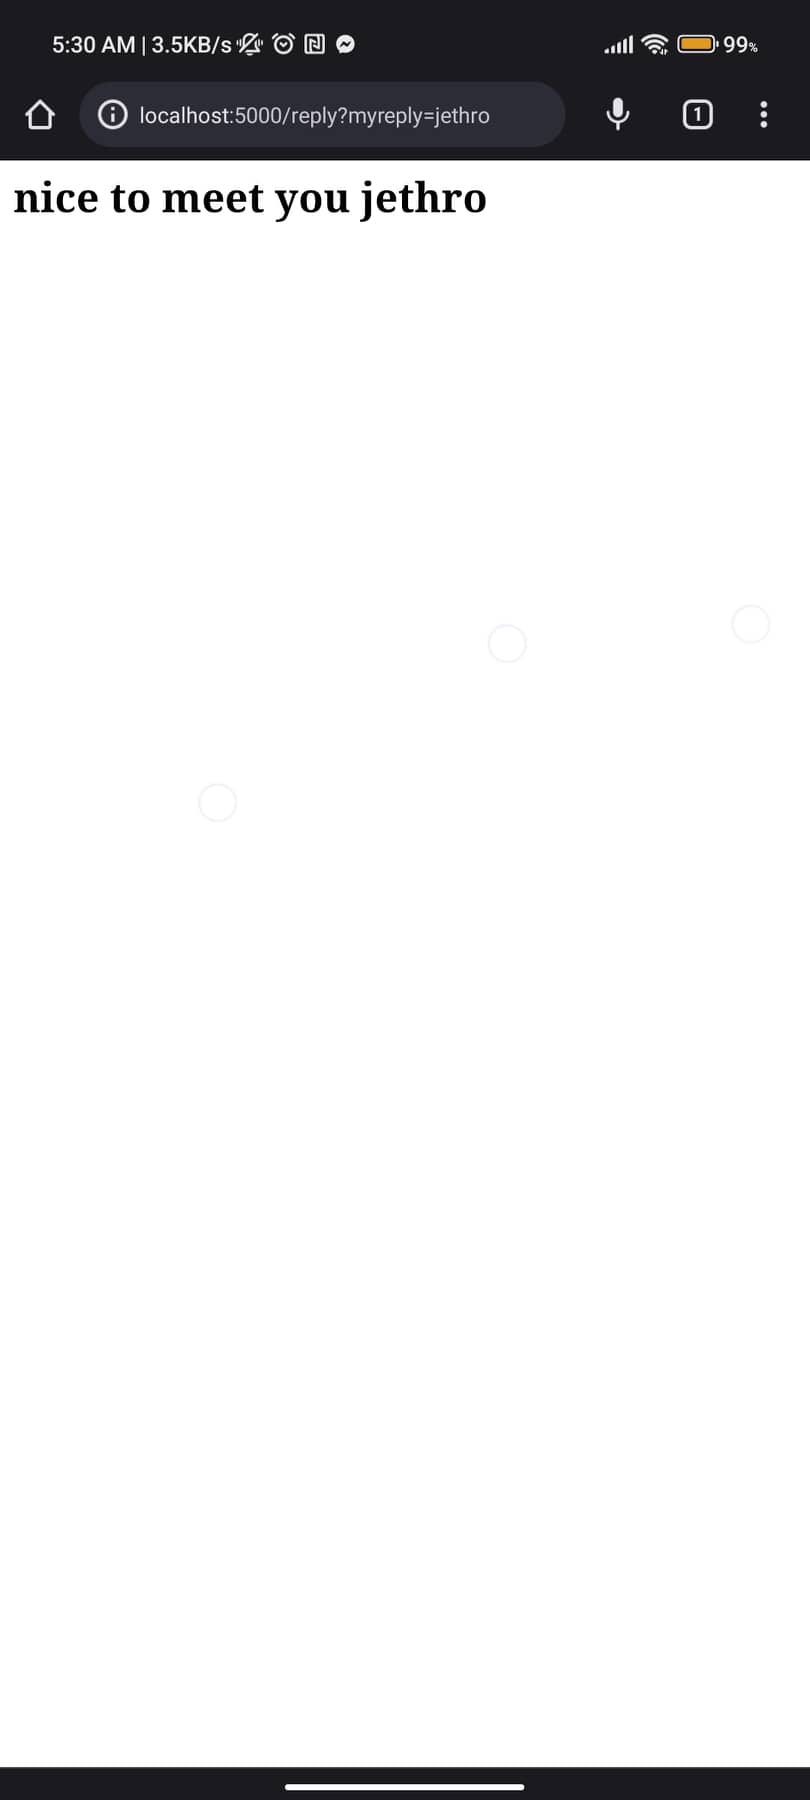 5:30 AM | 3.5KB/s 99%
localhost:5000/reply?myreply=jethro 1
nice to meet you jethro